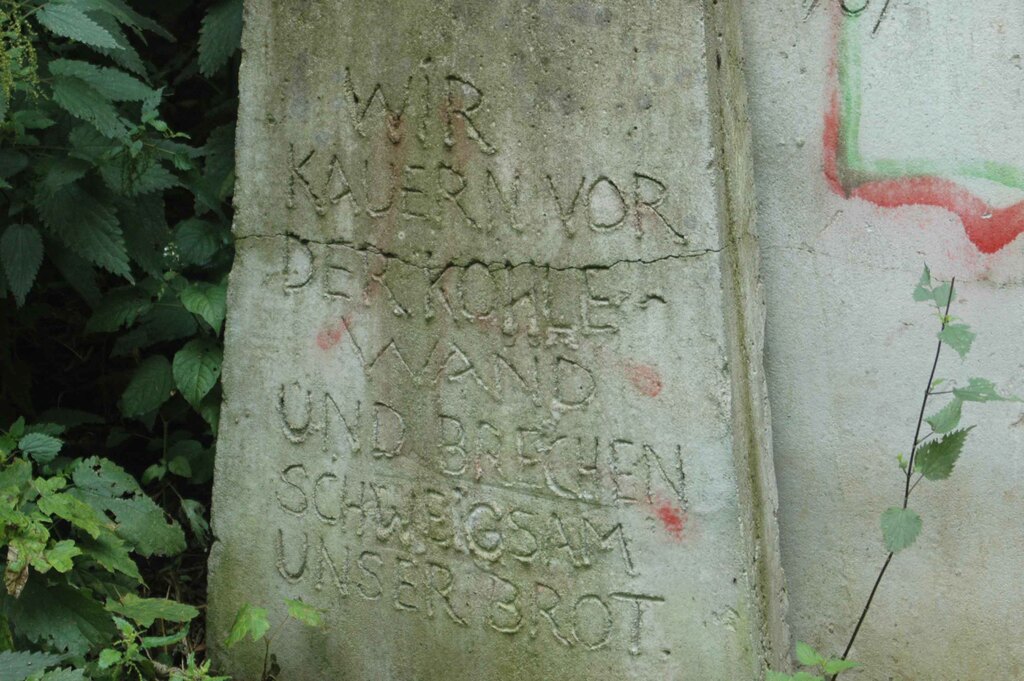 WIR
KAUERN VOR
DER KOHLE-
WAND
UND BRECHEN
SCHWEIGSAM
UNSER BROT.